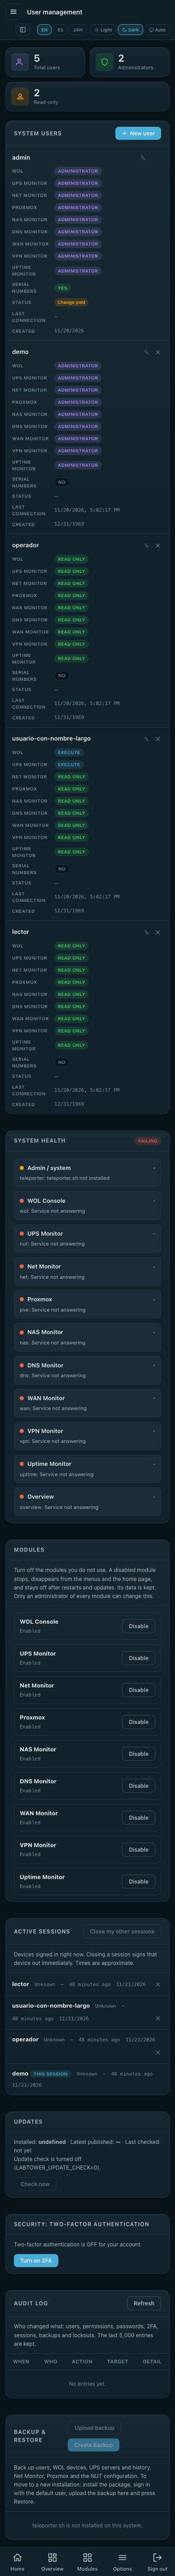 User management
EN ES 24H Light Dark Auto
5
Total users
2
Administrators
2
Read-only
SYSTEM USERS
New user
admin
WOL ADMINISTRATOR
UPS MONITOR ADMINISTRATOR
NET MONITOR ADMINISTRATOR
PROXMOX ADMINISTRATOR
NAS MONITOR ADMINISTRATOR
DNS MONITOR ADMINISTRATOR
WAN MONITOR ADMINISTRATOR
VPN MONITOR ADMINISTRATOR
UPTIME MONITOR ADMINISTRATOR
SERIAL NUMBERS YES
STATUS Change pwd
LAST CONNECTION —
CREATED 11/20/2026
demo
WOL ADMINISTRATOR
UPS MONITOR ADMINISTRATOR
NET MONITOR ADMINISTRATOR
PROXMOX ADMINISTRATOR
NAS MONITOR ADMINISTRATOR
DNS MONITOR ADMINISTRATOR
WAN MONITOR ADMINISTRATOR
VPN MONITOR ADMINISTRATOR
UPTIME MONITOR ADMINISTRATOR
SERIAL NUMBERS NO
STATUS —
LAST CONNECTION 11/20/2026, 5:02:17 PM
CREATED 12/31/1969
operador
WOL READ ONLY
UPS MONITOR READ ONLY
NET MONITOR READ ONLY
PROXMOX READ ONLY
NAS MONITOR READ ONLY
DNS MONITOR READ ONLY
WAN MONITOR READ ONLY
VPN MONITOR READ ONLY
UPTIME MONITOR READ ONLY
SERIAL NUMBERS NO
STATUS —
LAST CONNECTION 11/20/2026, 5:02:17 PM
CREATED 12/31/1969
usuario-con-nombre-largo
WOL EXECUTE
UPS MONITOR EXECUTE
NET MONITOR READ ONLY
PROXMOX READ ONLY
NAS MONITOR READ ONLY
DNS MONITOR READ ONLY
WAN MONITOR READ ONLY
VPN MONITOR READ ONLY
UPTIME MONITOR READ ONLY
SERIAL NUMBERS NO
STATUS —
LAST CONNECTION 11/20/2026, 5:02:17 PM
CREATED 12/31/1969
lector
WOL READ ONLY
UPS MONITOR READ ONLY
NET MONITOR READ ONLY
PROXMOX READ ONLY
NAS MONITOR READ ONLY
DNS MONITOR READ ONLY
WAN MONITOR READ ONLY
VPN MONITOR READ ONLY
UPTIME MONITOR READ ONLY
SERIAL NUMBERS NO
STATUS —
LAST CONNECTION 11/20/2026, 5:02:17 PM
CREATED 12/31/1969
SYSTEM HEALTH FAILING
Admin / system
teleporter: teleporter.sh not installed
WOL Console
wol: Service not answering
UPS Monitor
nut: Service not answering
Net Monitor
net: Service not answering
Proxmox
pve: Service not answering
NAS Monitor
nas: Service not answering
DNS Monitor
dns: Service not answering
WAN Monitor
wan: Service not answering
VPN Monitor
vpn: Service not answering
Uptime Monitor
uptime: Service not answering
Overview
overview: Service not answering
MODULES
Turn off the modules you do not use. A disabled module
stops, disappears from the menus and the home page,
and stays off after restarts and updates. Its data is kept.
Only an administrator of every module can change this.
WOL Console
Enabled
Disable
UPS Monitor
Enabled
Disable
Net Monitor
Enabled
Disable
Proxmox
Enabled
Disable
NAS Monitor
Enabled
Disable
DNS Monitor
Enabled
Disable
WAN Monitor
Enabled
Disable
VPN Monitor
Enabled
Disable
Uptime Monitor
Enabled
Disable
ACTIVE SESSIONS
Close my other sessions
Devices signed in right now. Closing a session signs that
device out immediately. Times are approximate.
lector Unknown — 48 minutes ago 11/21/2026
usuario-con-nombre-largo Unknown —
48 minutes ago 11/21/2026
operador Unknown — 48 minutes ago 11/21/2026
demo THIS SESSION Unknown — 48 minutes ago
11/21/2026
UPDATES
Installed: undefined · Latest published: — · Last checked:
not yet
Update check is turned off
(LABTOWER_UPDATE_CHECK=0).
Check now
SECURITY: TWO-FACTOR AUTHENTICATION
Two-factor authentication is OFF for your account.
Turn on 2FA
AUDIT LOG
Refresh
Who changed what: users, permissions, passwords, 2FA,
sessions, backups and lockouts. The last 5,000 entries
are kept.
WHEN WHO ACTION TARGET DETAIL
No entries yet.
BACKUP & RESTORE
Upload backup
Create backup
Back up users, WOL devices, UPS servers and history,
Net Monitor, Proxmox and the NUT configuration. To
move to a new installation: install the package, sign in
with the default user, upload the backup here and press
Restore.
teleporter.sh is not installed on this system.
Home Overview Modules Options Sign out